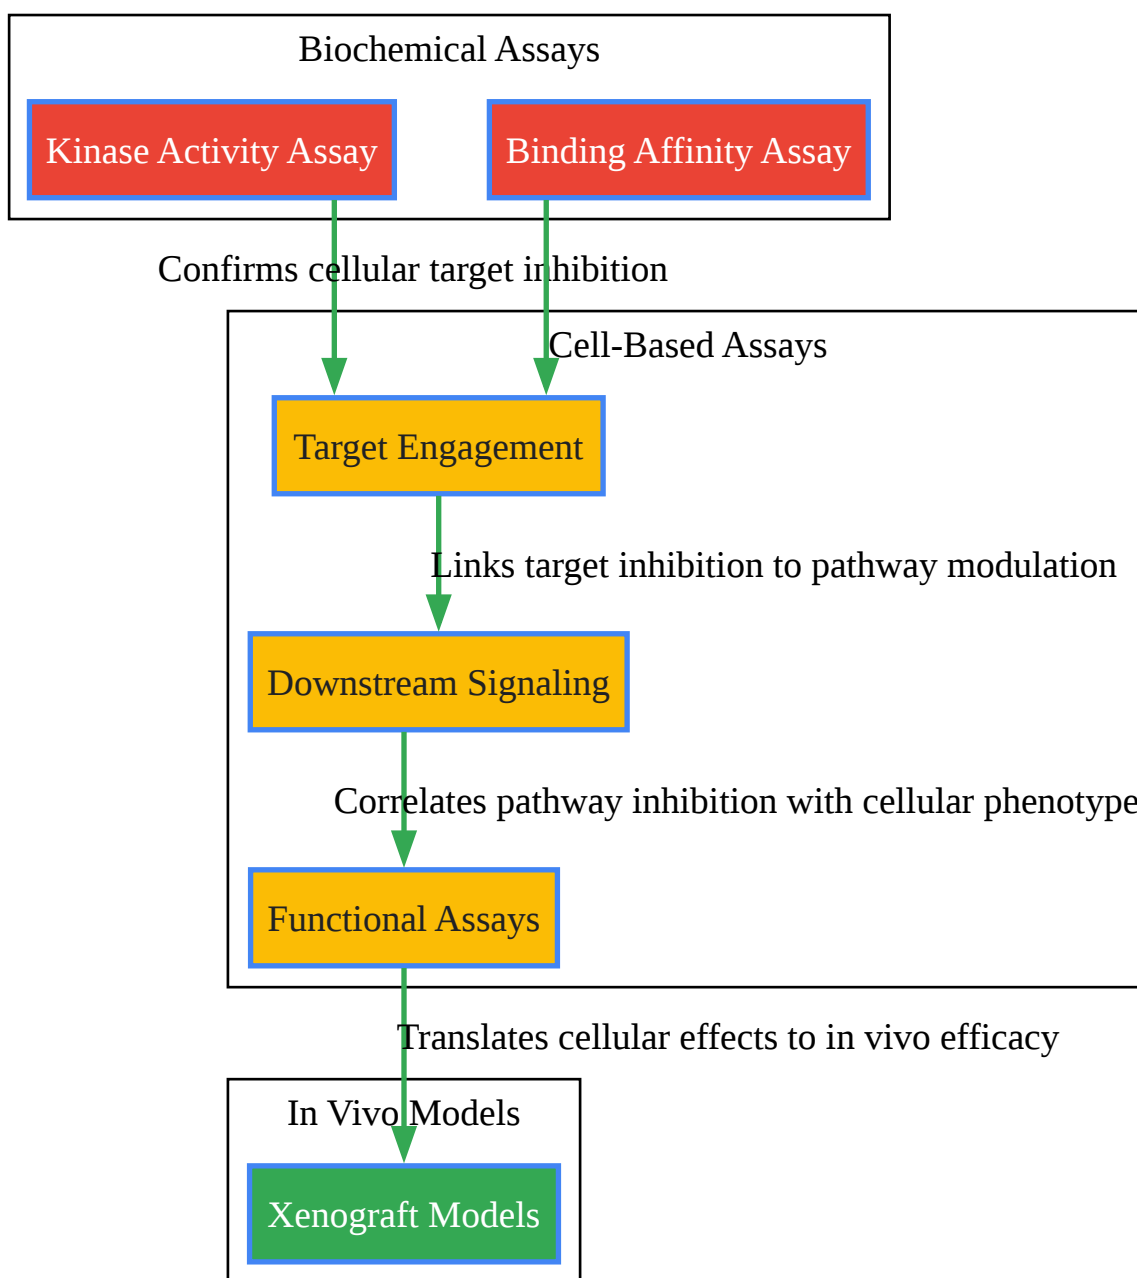 Biochemical Assays
Kinase Activity Assay
Binding Affinity Assay
Confirms cellular target inhibition
Cell-Based Assays
Target Engagement
Links target inhibition to pathway modulation
Downstream Signaling
Correlates pathway inhibition with cellular phenotype
Functional Assays
Translates cellular effects to in vivo efficacy
In Vivo Models
Xenograft Models